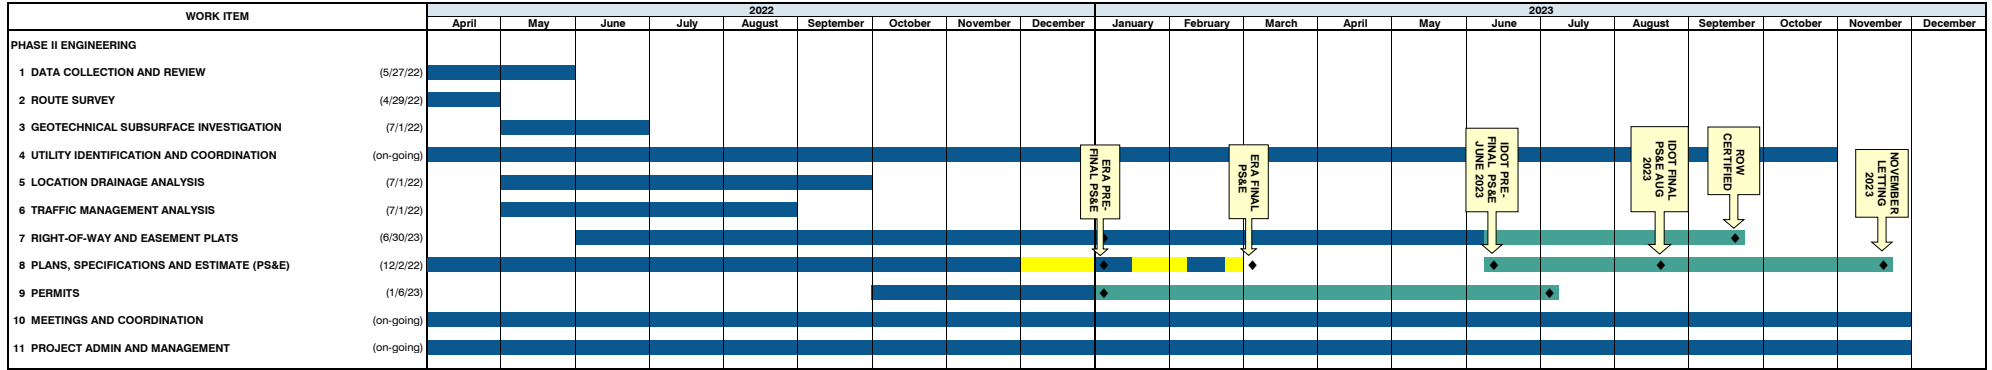 WORK ITEM
2022
2023
April May June July August September October November December January February March April May June July August September October November December
PHASE II ENGINEERING
1 DATA COLLECTION AND REVIEW (5/27/22)
2 ROUTE SURVEY (4/29/22)
3 GEOTECHNICAL SUBSURFACE INVESTIGATION (7/1/22)
4 UTILITY IDENTIFICATION AND COORDINATION (on-going)
5 LOCATION DRAINAGE ANALYSIS (7/1/22)
6 TRAFFIC MANAGEMENT ANALYSIS (7/1/22)
7 RIGHT-OF-WAY AND EASEMENT PLATS (6/30/23)
8 PLANS, SPECIFICATIONS AND ESTIMATE (PS&E) (12/2/22)
9 PERMITS (1/6/23)
10 MEETINGS AND COORDINATION (on-going)
11 PROJECT ADMIN AND MANAGEMENT (on-going)
ERA PRE-
FINAL PS&E
ERA FINAL
PS&E
IDOT PRE-
FINAL PS&E
JUNE 2023
IDOT FINAL
PS&E AUG
2023
ROW
CERTIFIED
NOVEMBER
LETTING
2023